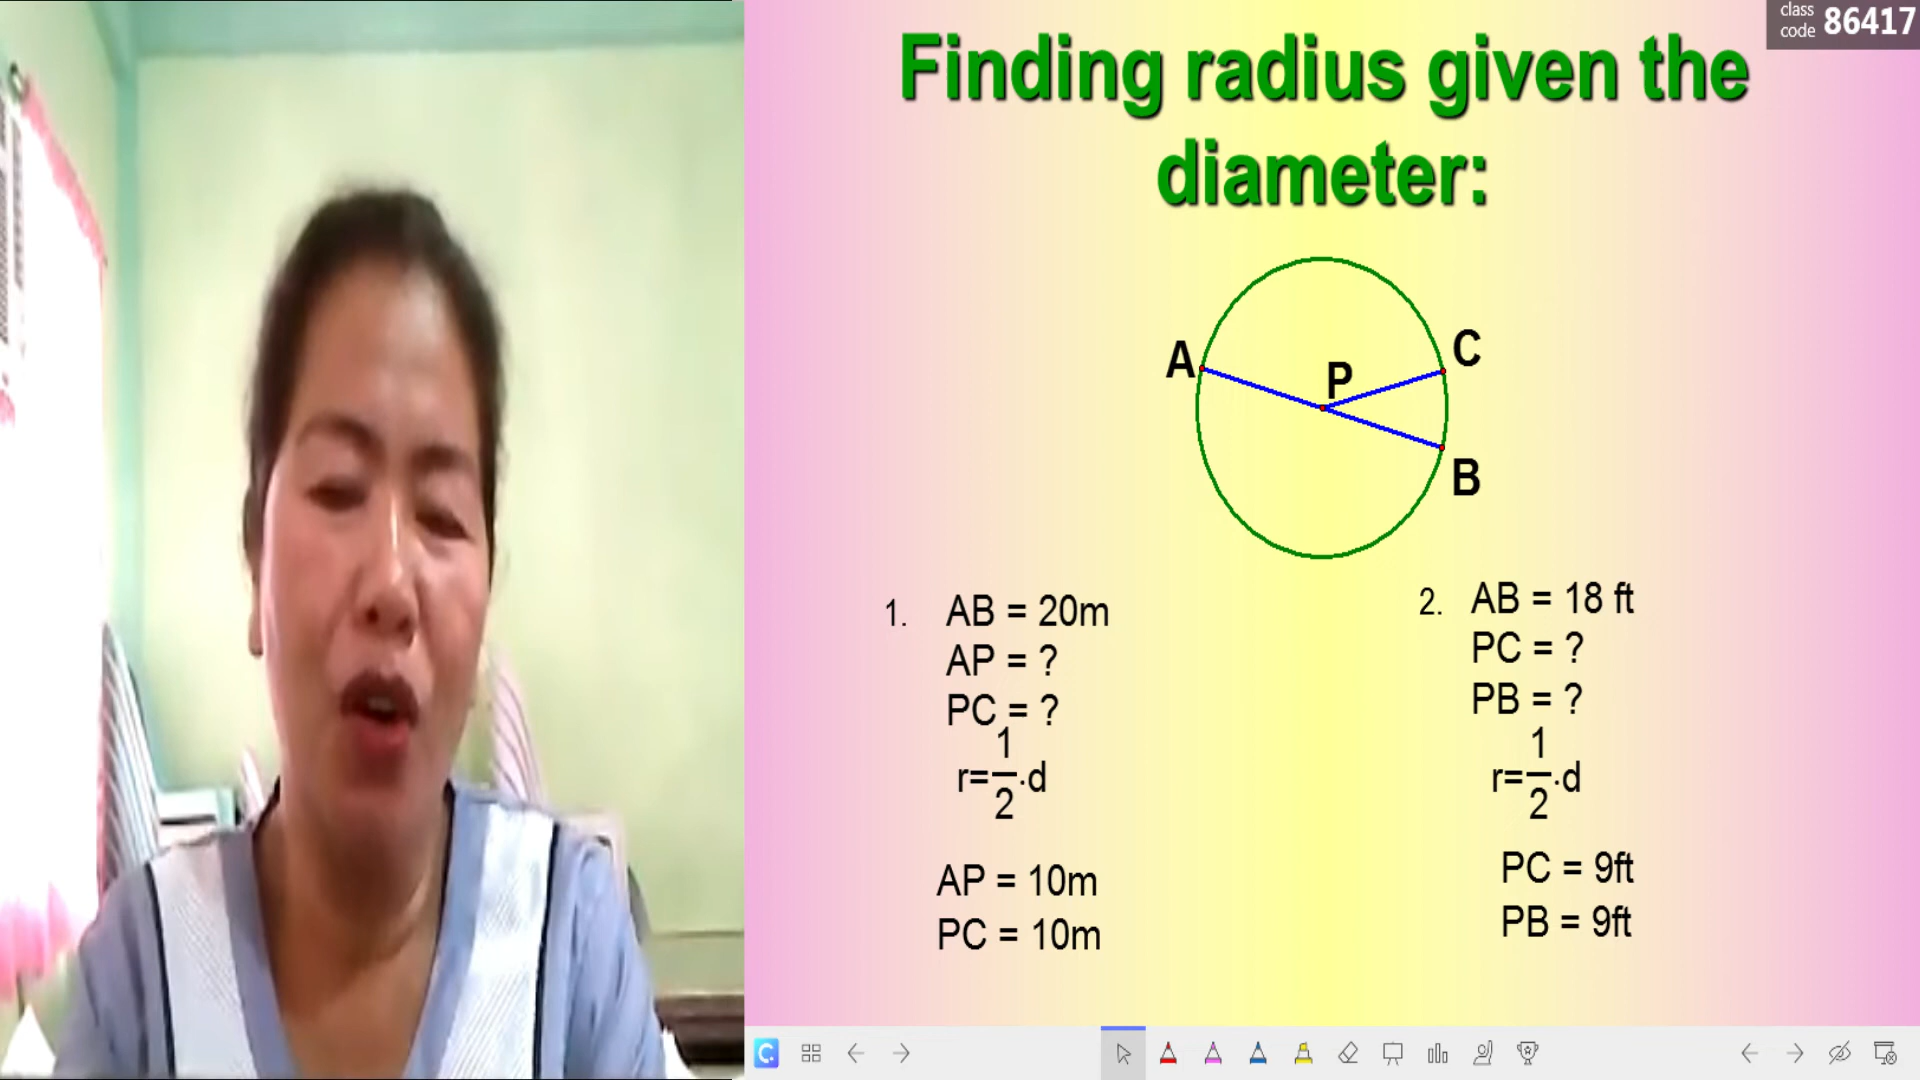 class
code 86417
Finding radius given the
diameter:
A
P
C
B
1. AB = 20m
AP = ?
PC = ?
r=1/2.d
AP = 10m
PC = 10m
2. AB = 18 ft
PC = ?
PB = ?
r=1/2.d
PC = 9ft
PB = 9ft